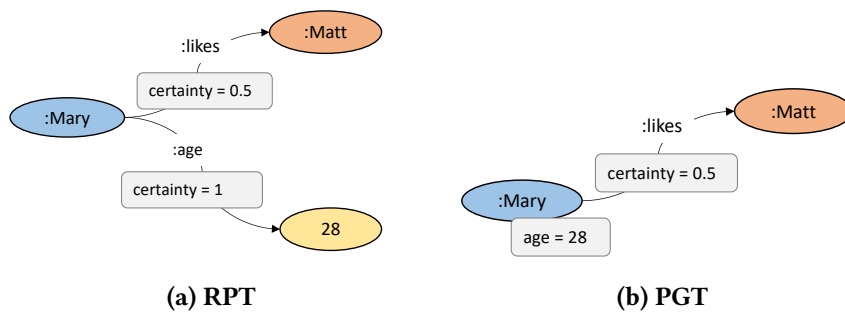 :Matt
:likes
certainty = 0.5
:Mary
:age
certainty = 1
28
(a) RPT
:Matt
:likes
certainty = 0.5
:Mary
age = 28
(b) PGT